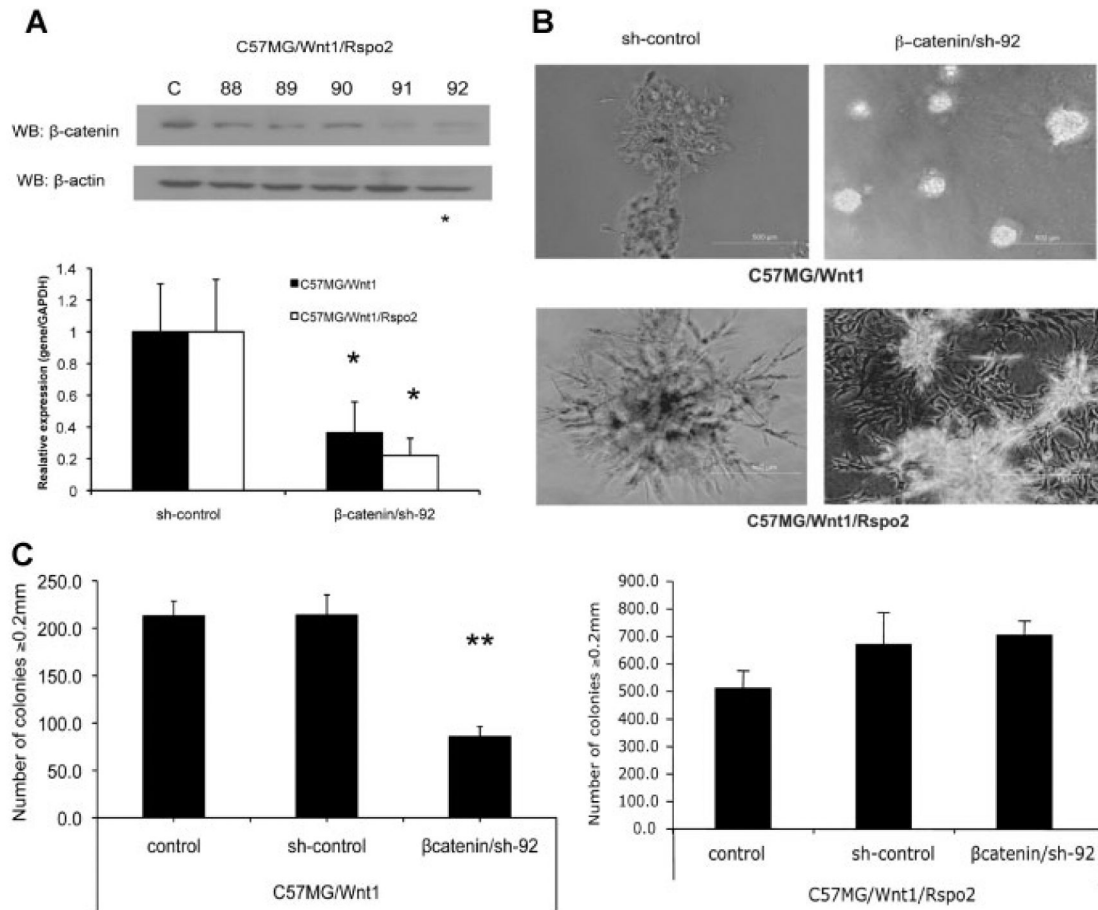 A
C57MG/Wnt1/Rspo2
C 88 89 90 91 92
WB: β-catenin
WB: β-actin
*
Realative expression (gene/GAPDH)
1.4
1.2
1
0.8
0.6
0.4
0.2
0
C57MG/Wnt1
C57MG/Wnt1/Rspo2
*
*
sh-control β-catenin/sh-92
B
sh-control β-catenin/sh-92
500 µm
C57MG/Wnt1
C57MG/Wnt1/Rspo2
C
Number of colonies ≥0.2mm
250.0
200.0
150.0
100.0
50.0
0.0
**
control sh-control βcatenin/sh-92
C57MG/Wnt1
Number of colonies ≥0.2mm
900.0
800.0
700.0
600.0
500.0
400.0
300.0
200.0
100.0
0.0
control sh-control βcatenin/sh-92
C57MG/Wnt1/Rspo2